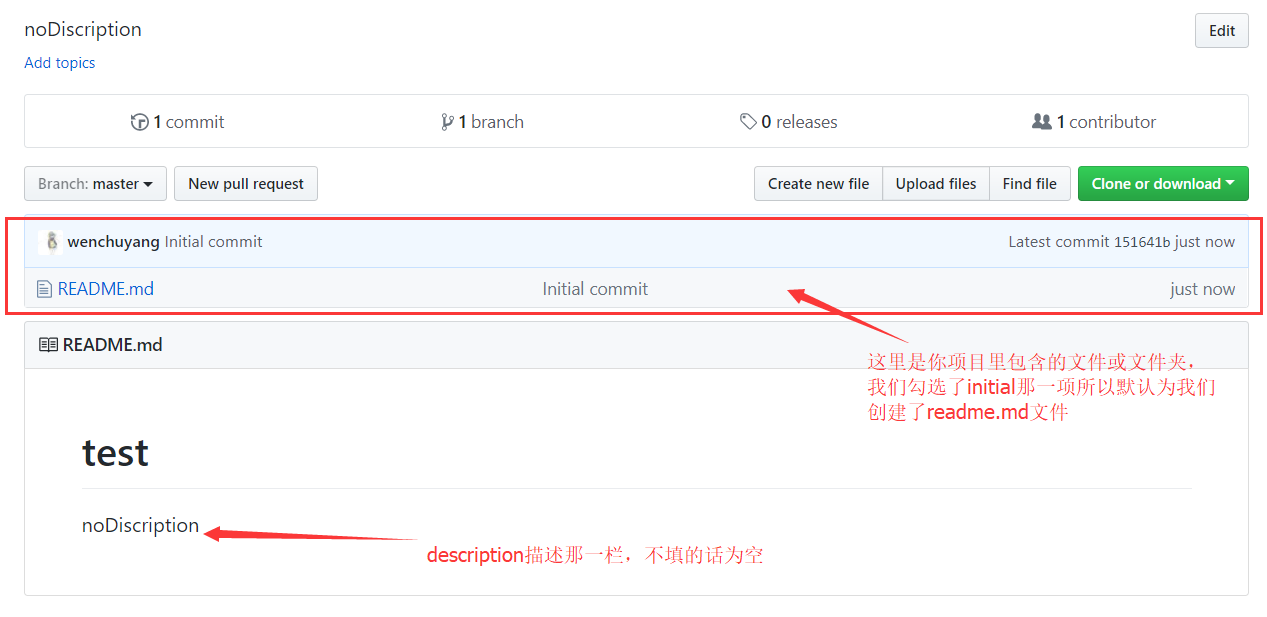 noDiscription
Edit
Add topics
1 commit
1 branch
0 releases
1 contributor
Branch: master
New pull request
Create new file
Upload files
Find file
Clone or download
wenchuyang Initial commit
Latest commit 151641b just now
README.md
Initial commit
just now
README.md
这里是你项目里包含的文件或文件夹，
我们勾选了initial那一项所以默认为我们
创建了readme.md文件
test
noDiscription
description描述那一栏，不填的话为空